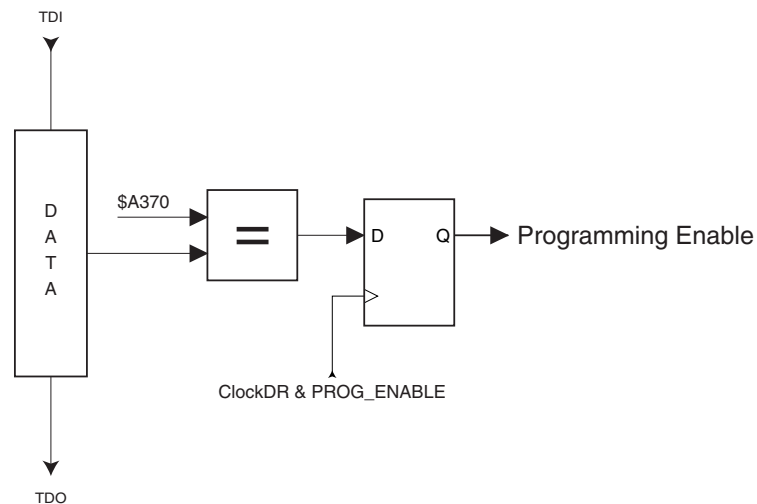 TDI
D
A
T
A
$A370
=
D
Q
Programming Enable
ClockDR & PROG_ENABLE
TDO